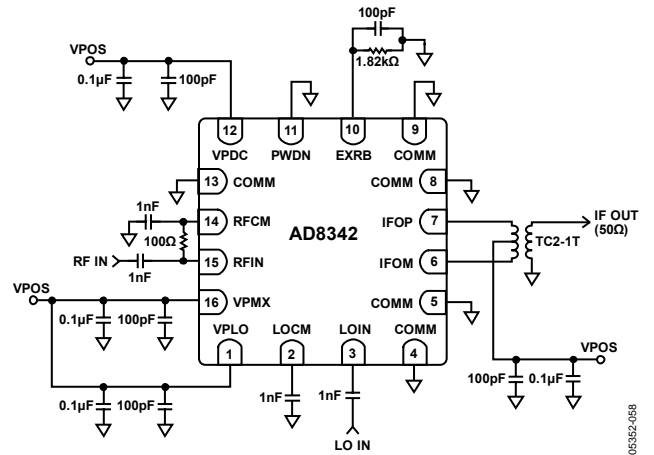 100pF
1.82kΩ
VPOS
0.1µF
100pF
12
11
10
9
VPDC
PWDN
EXRB
COMM
13
COMM
COMM
8
1nF
14
RFCM
IFOP
7
IF OUT
(50Ω)
100Ω
AD8342
TC2-1T
RF IN
15
RFIN
IFOM
6
1nF
VPOS
16
VPMX
COMM
5
0.1µF
100pF
VPLO
LOCM
LOIN
COMM
1
2
3
4
VPOS
100pF
0.1µF
0.1µF
100pF
1nF
1nF
LO IN
05352-058